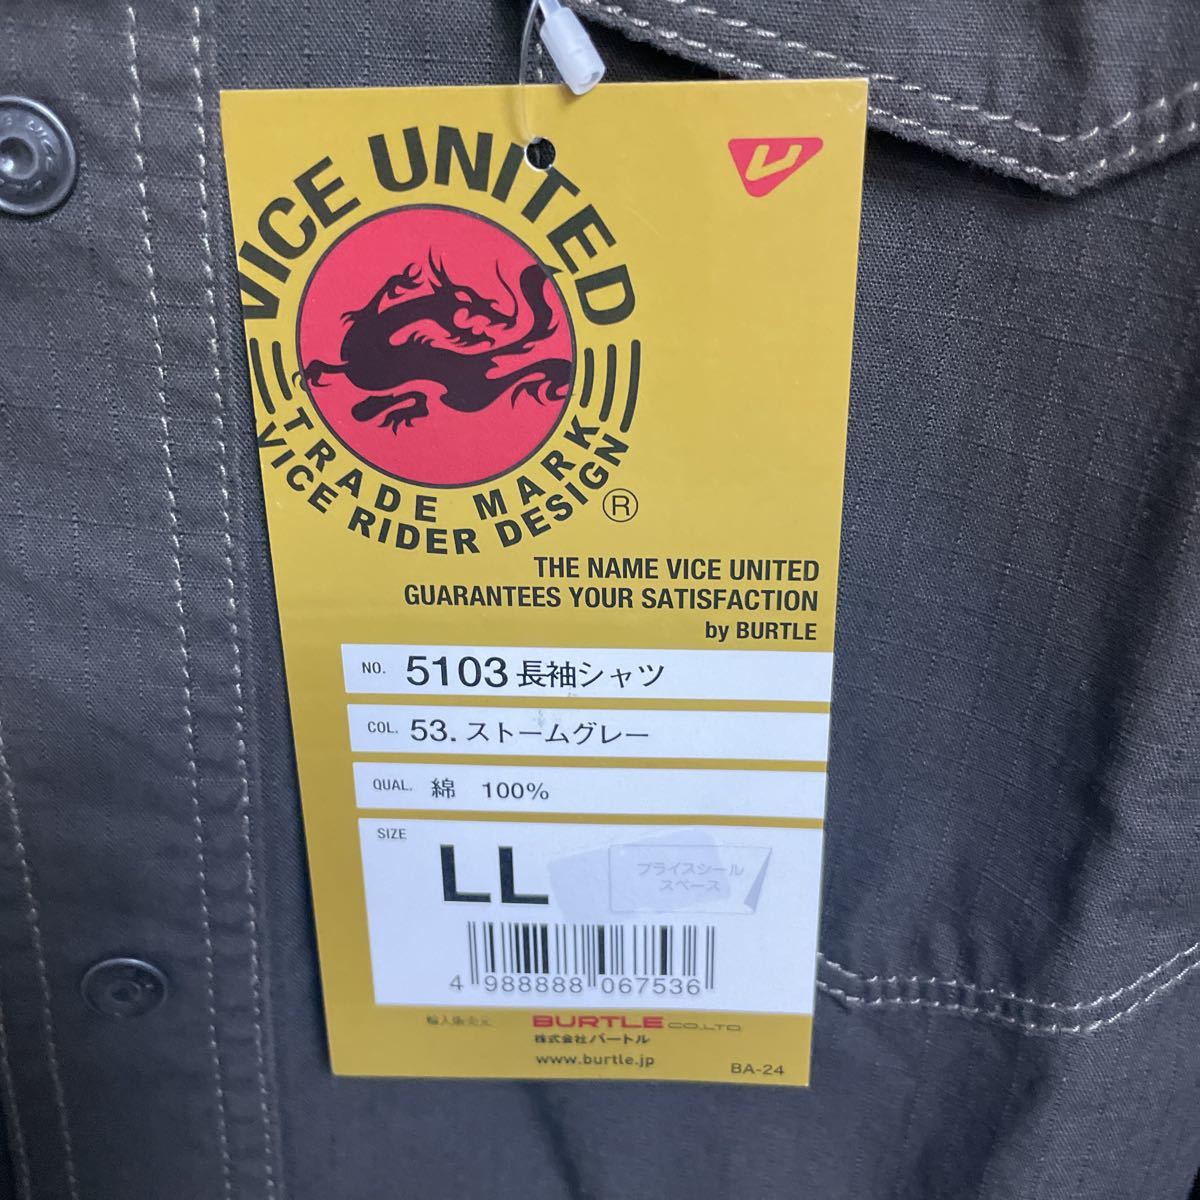 VICE UNITED
TRADE MARK
VICE RIDER DESIGN
®
THE NAME VICE UNITED
GUARANTEES YOUR SATISFACTION
by BURTLE
NO. 5103 長袖シャツ
COL. 53. ストームグレー
QUAL. 綿 100%
SIZE
LL
プライスシール
スペース
4 988888 067536
輸入販売元 BURTLE CO.LTD.
株式会社バートル
www.burtle.jp
BA-24